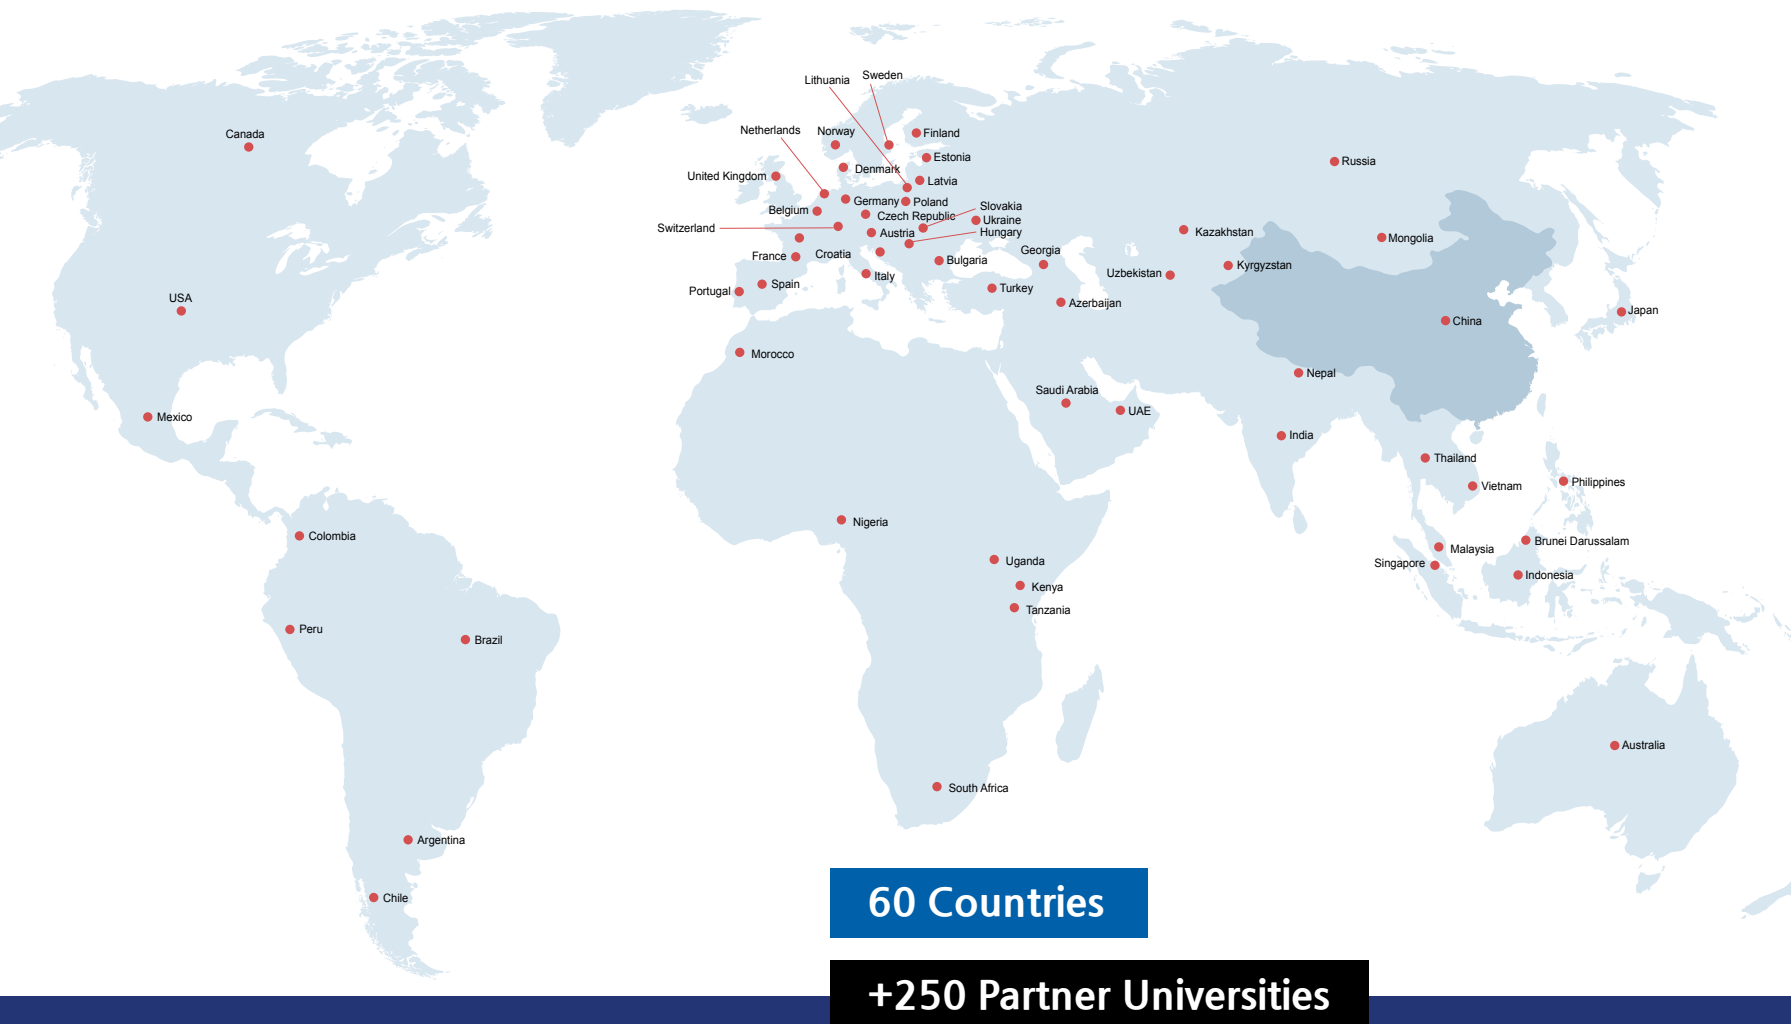 Sweden
Lithuania
Canada
Netherlands
Norway
Finland
Estonia
Russia
Denmark
United Kingdom
Latvia
Germany
Poland
Slovakia
Belgium
Czech Republic
Ukraine
Switzerland
Austria
Hungary
Kazakhstan
Mongolia
France
Croatia
Georgia
Bulgaria
Kyrgyzstan
Uzbekistan
Italy
Spain
Portugal
Turkey
USA
Azerbaijan
Japan
China
Morocco
Nepal
Saudi Arabia
UAE
Mexico
India
Thailand
Philippines
Vietnam
Nigeria
Colombia
Brunei Darussalam
Malaysia
Uganda
Singapore
Indonesia
Kenya
Tanzania
Peru
Brazil
Australia
South Africa
Argentina
Chile
60 Countries
+250 Partner Universities